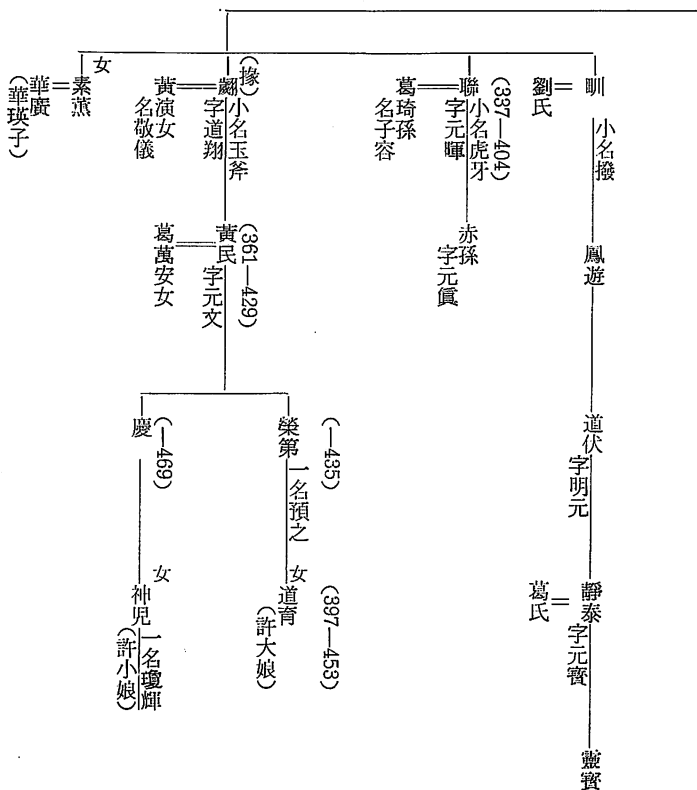 甽
小名撥
劉氏
鳳遊
道伏
字明元
靜泰
字元寳
葛氏
靈寳
(337—404)
聯
小名虎牙
字元暉
葛琦孫
名子容
赤孫
字元眞
(掾)
翽
小名玉斧
字道翔
黃演女
名敬儀
(361—429)
黃民
字元文
葛萬安女
(—435)
榮第
一名預之
(397—453)
女
道育
(許大娘)
(—469)
慶
女
神児
一名瓊輝
(許小娘)
女
素薫
華廣
(華瑛子)